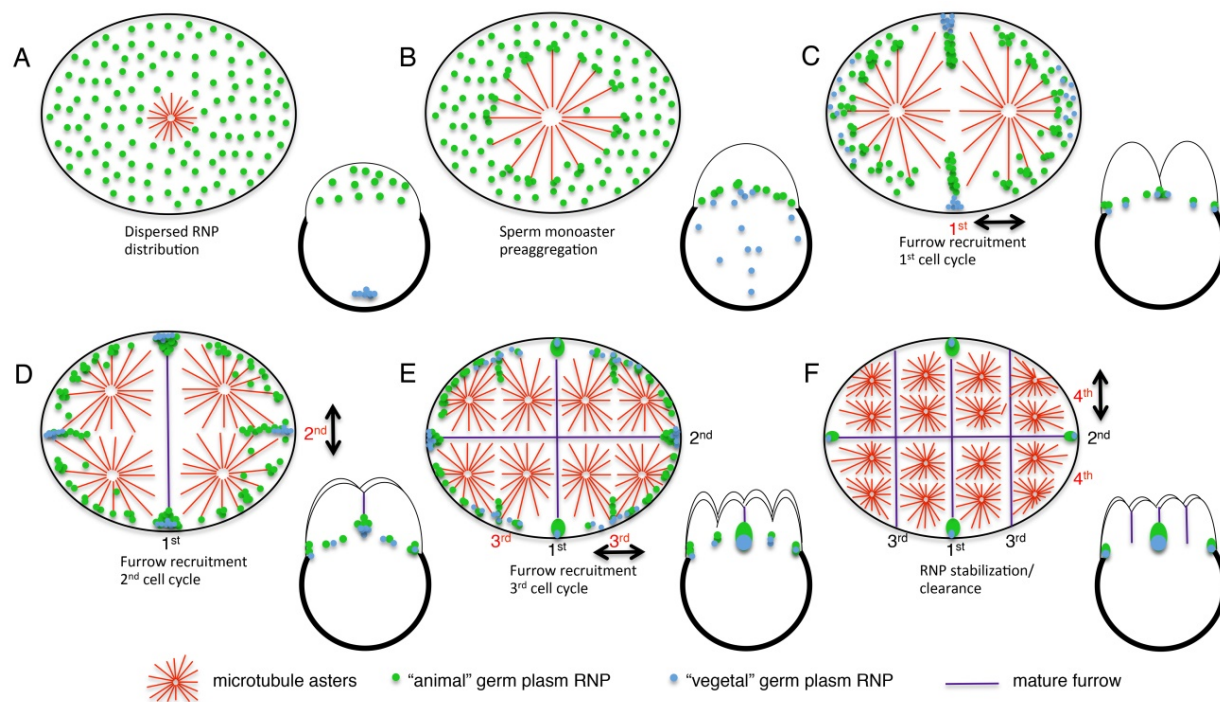 A
Dispersed RNP
distribution
B
Sperm monoaster
preaggregation
C
1st
Furrow recruitment
1st cell cycle
D
2nd
1st
Furrow recruitment
2nd cell cycle
E
2nd
3rd 1st 3rd
Furrow recruitment
3rd cell cycle
F
4th
2nd
4th
3rd 1st 3rd
RNP stabilization/
clearance
microtubule asters
“animal” germ plasm RNP
“vegetal” germ plasm RNP
mature furrow